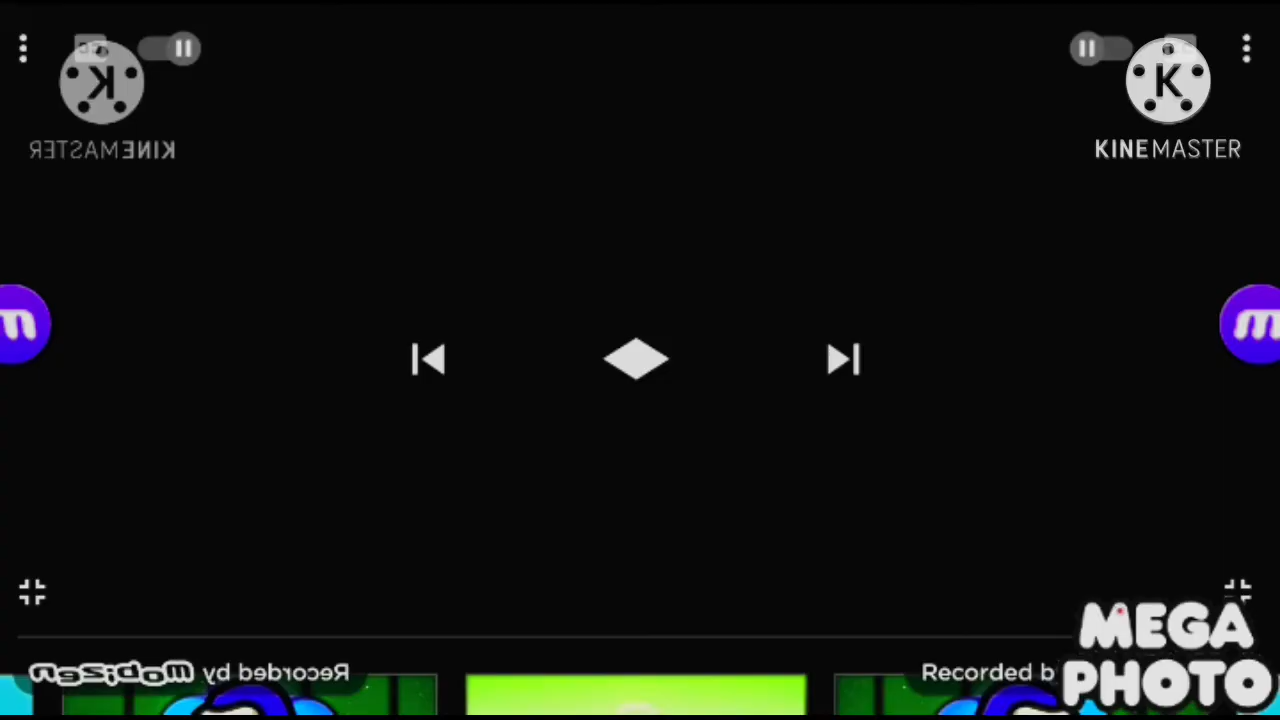 KINEMASTER
KINEMASTER
Recorded by Mobizen
Recorded b
MEGA
PHOTO